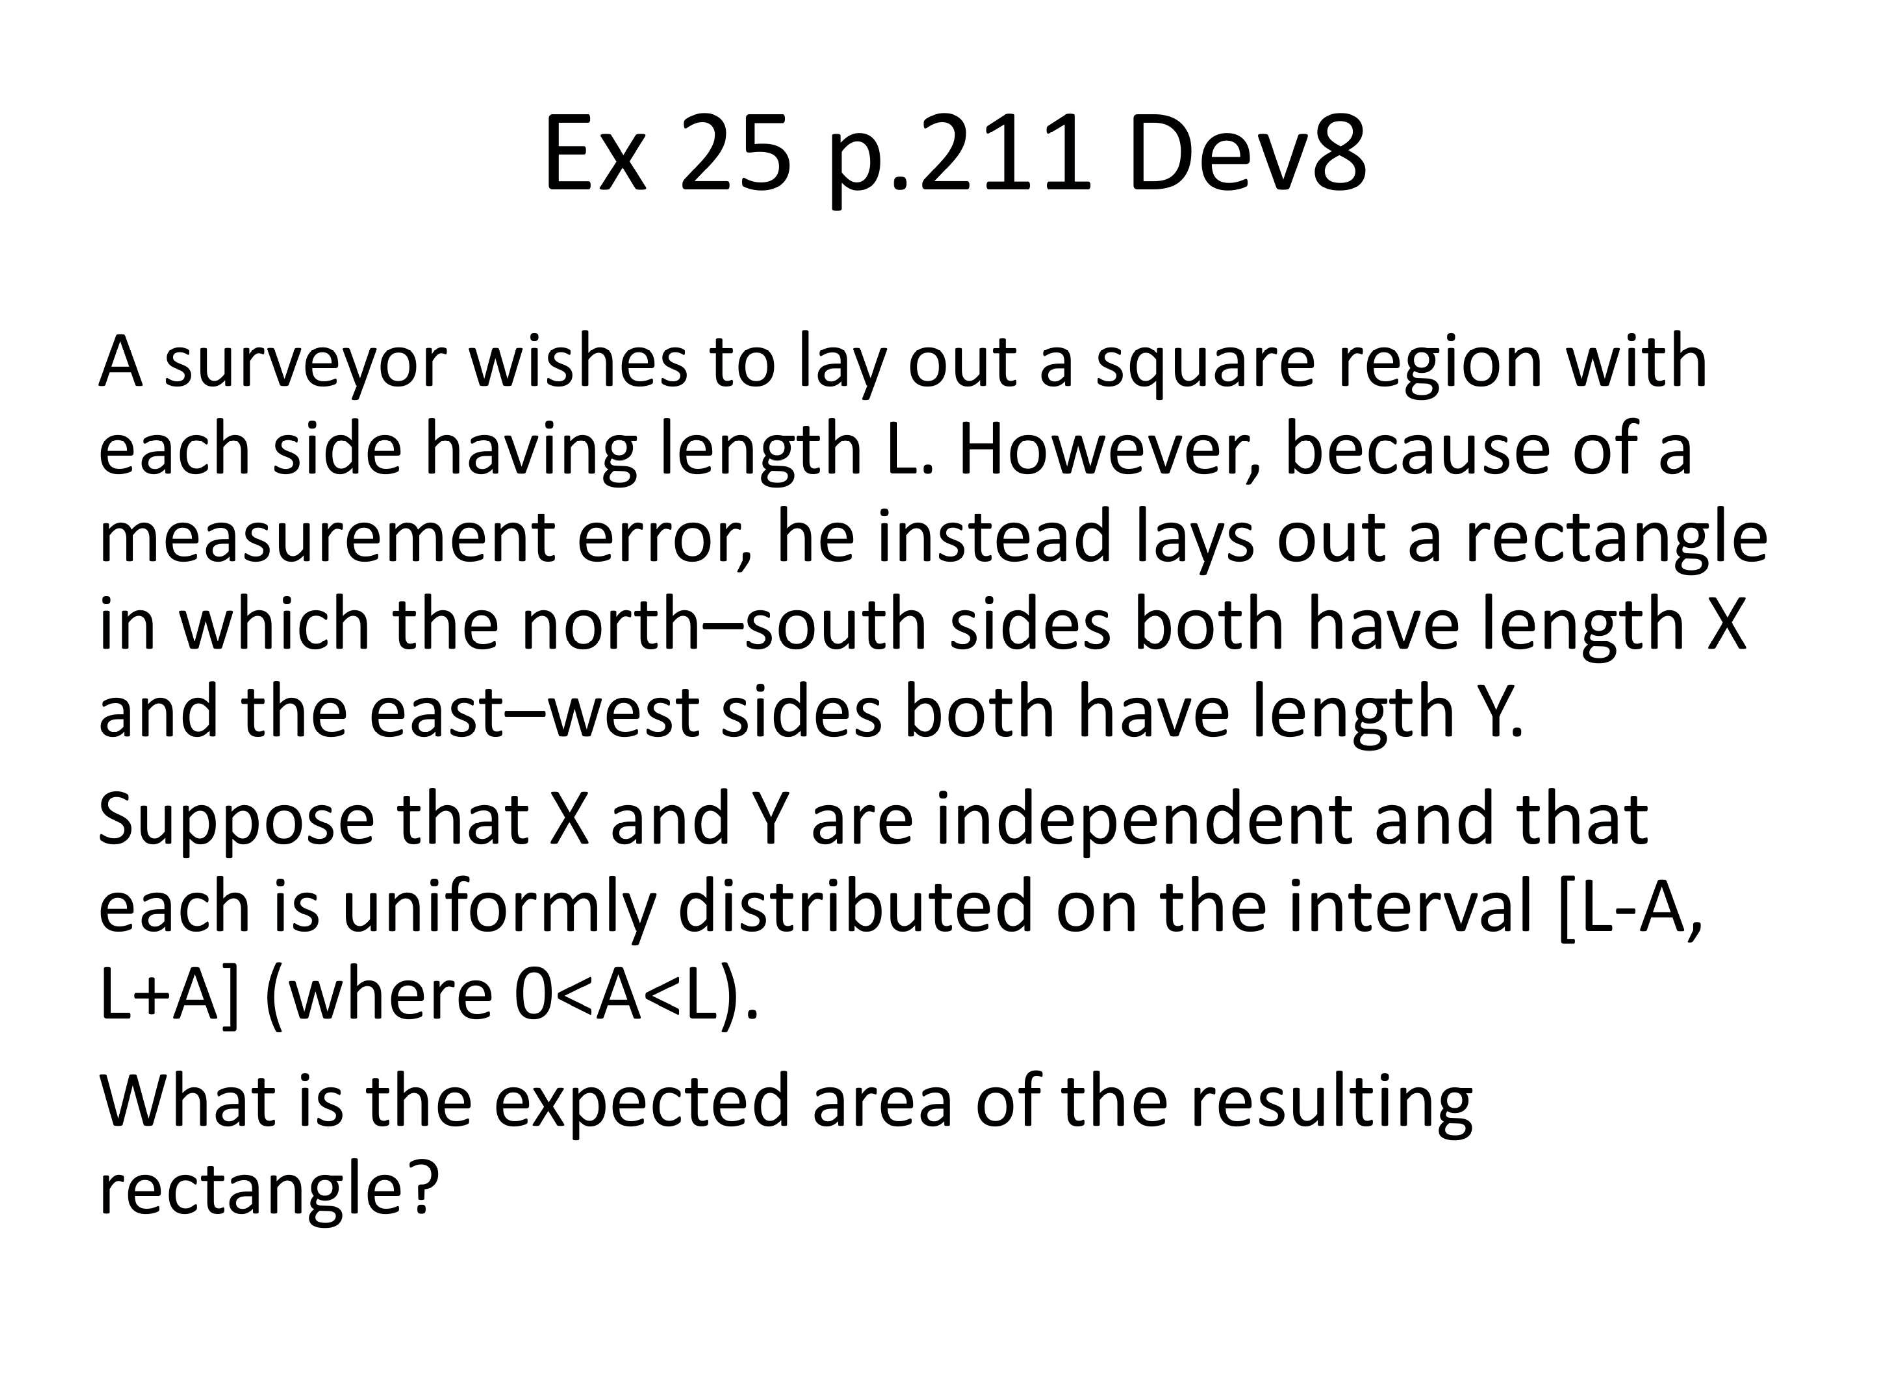 Ex 25 p.211 Dev8
A surveyor wishes to lay out a square region with
each side having length L. However, because of a
measurement error, he instead lays out a rectangle
in which the north–south sides both have length X
and the east–west sides both have length Y.
Suppose that X and Y are independent and that
each is uniformly distributed on the interval [L-A,
L+A] (where 0<A<L).
What is the expected area of the resulting
rectangle?